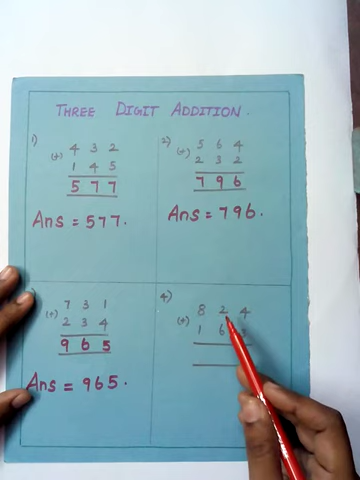 THREE DIGIT ADDITION.
1)
4 3 2
(+)
1 4 5
5 7 7
Ans = 577.
2)
5 6 4
(+)
2 3 2
7 9 6
Ans = 796.
)
7 3 1
(+)
2 3 4
9 6 5
Ans = 965.
4)
8 2 4
(+)
1 6 3